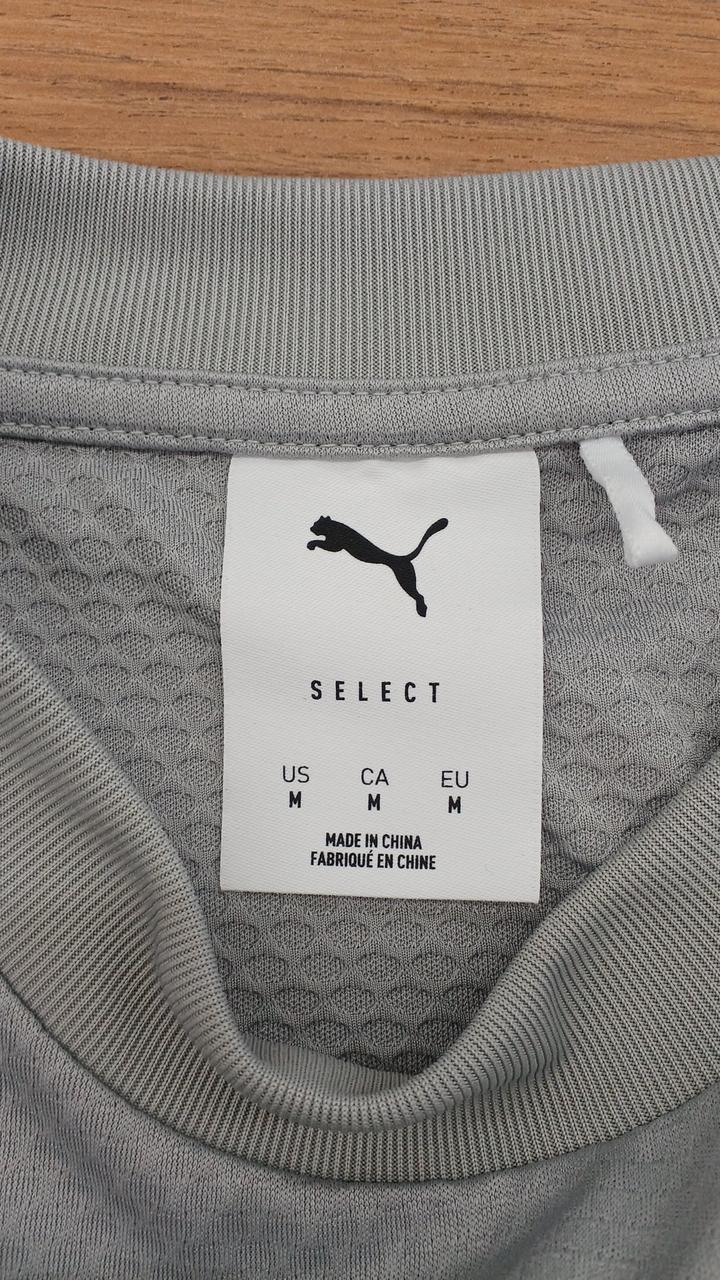 SELECT
US CA EU
M M M
MADE IN CHINA
FABRIQUÉ EN CHINE